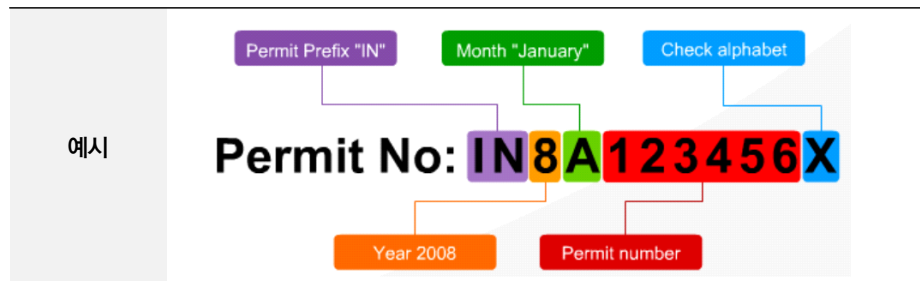 Permit Prefix "IN"
Month "January"
Check alphabet
예시
Permit No: IN8A123456X
Year 2008
Permit number